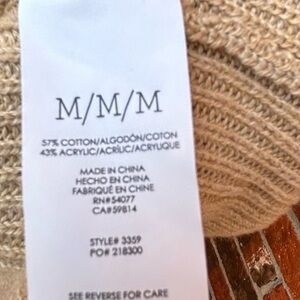 M/M/M
57% COTTON/ALGODÓN/COTON
43% ACRYLIC/ACRÍLIC/ACRYLIQUE
MADE IN CHINA
HECHO EN CHINA
FABRIQUÉ EN CHINE
RN#54077
CA#59814
STYLE# 3359
PO# 218300
SEE REVERSE FOR CARE